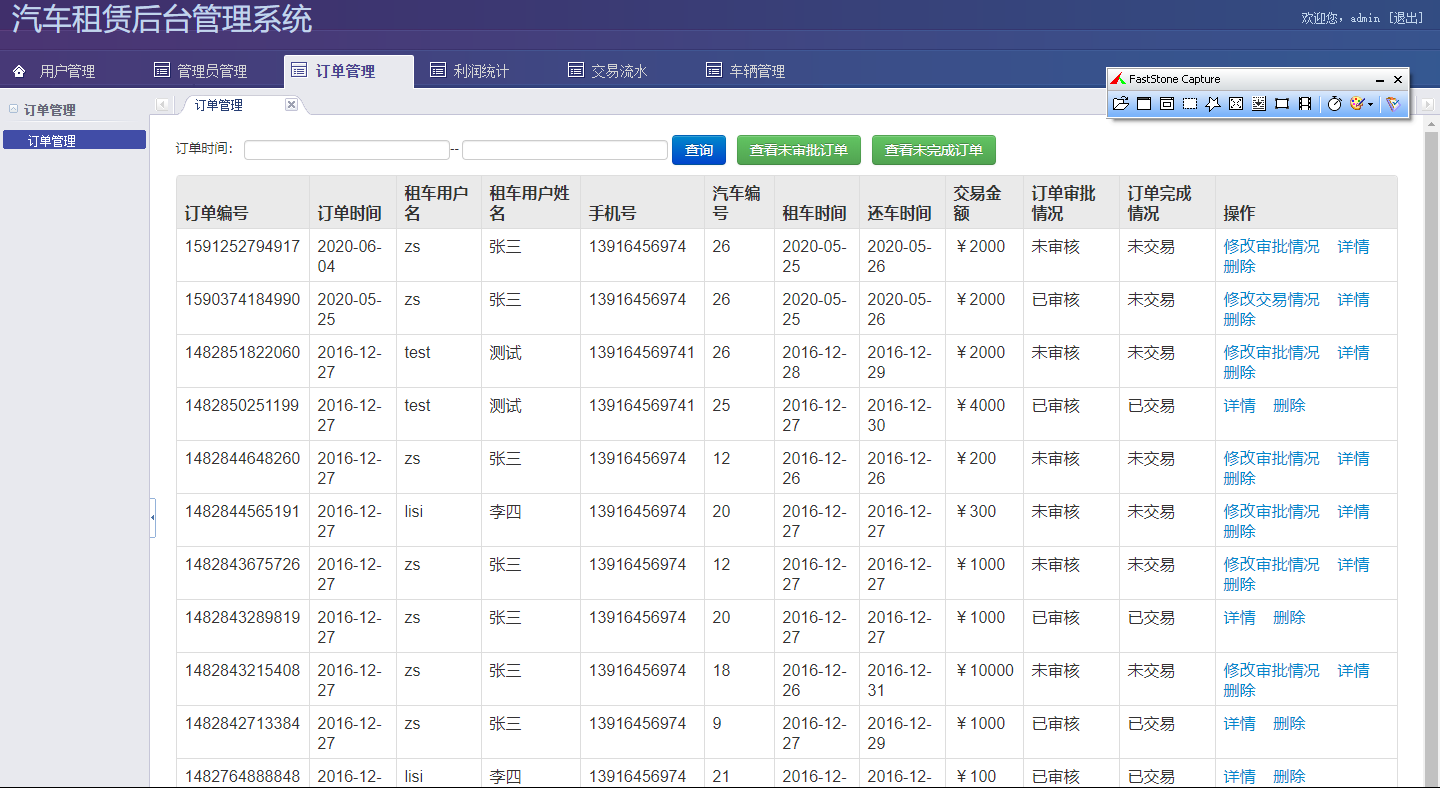 汽车租赁后台管理系统
欢迎您，admin [退出]
用户管理 管理员管理 订单管理 利润统计 交易流水 车辆管理
FastStone Capture
订单管理
订单管理
订单管理
订单时间： -- 查询 查看未审批订单 查看未完成订单
订单编号 订单时间 租车用户名 租车用户姓名 手机号 汽车编号 租车时间 还车时间 交易金额 订单审批情况 订单完成情况 操作
1591252794917 2020-06-04 zs 张三 13916456974 26 2020-05-25 2020-05-26 ￥2000 未审核 未交易 修改审批情况 详情 删除
1590374184990 2020-05-25 zs 张三 13916456974 26 2020-05-25 2020-05-26 ￥2000 已审核 未交易 修改交易情况 详情 删除
1482851822060 2016-12-27 test 测试 139164569741 26 2016-12-28 2016-12-29 ￥2000 未审核 未交易 修改审批情况 详情 删除
1482850251199 2016-12-27 test 测试 139164569741 25 2016-12-27 2016-12-30 ￥4000 已审核 已交易 详情 删除
1482844648260 2016-12-27 zs 张三 13916456974 12 2016-12-26 2016-12-26 ￥200 未审核 未交易 修改审批情况 详情 删除
1482844565191 2016-12-27 lisi 李四 13916456974 20 2016-12-27 2016-12-27 ￥300 未审核 未交易 修改审批情况 详情 删除
1482843675726 2016-12-27 zs 张三 13916456974 12 2016-12-27 2016-12-27 ￥1000 未审核 未交易 修改审批情况 详情 删除
1482843289819 2016-12-27 zs 张三 13916456974 20 2016-12-27 2016-12-27 ￥1000 已审核 已交易 详情 删除
1482843215408 2016-12-27 zs 张三 13916456974 18 2016-12-26 2016-12-31 ￥10000 未审核 未交易 修改审批情况 详情 删除
1482842713384 2016-12-27 zs 张三 13916456974 9 2016-12-27 2016-12-29 ￥1000 已审核 已交易 详情 删除
1482764888848 2016-12- lisi 李四 13916456974 21 2016-12- 2016-12- ￥100 已审核 已交易 详情 删除